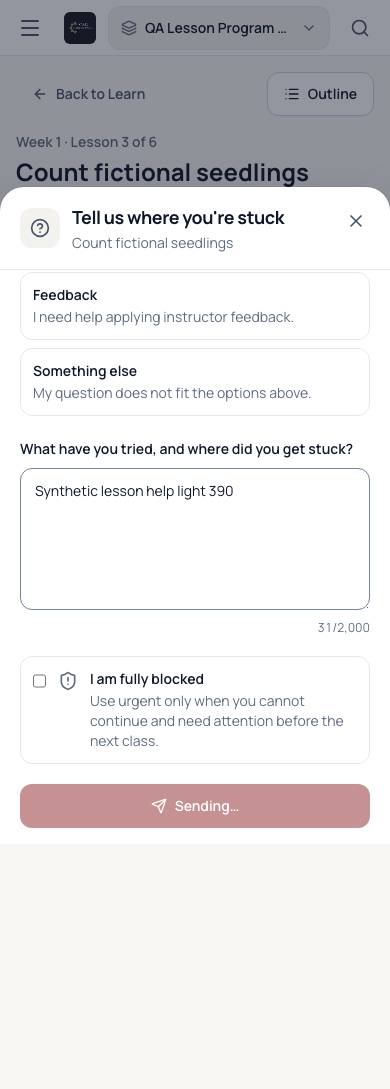 QA Lesson Program ...
Back to Learn
Outline
Week 1 · Lesson 3 of 6
Count fictional seedlings
Tell us where you're stuck
Count fictional seedlings
Feedback
I need help applying instructor feedback.
Something else
My question does not fit the options above.
What have you tried, and where did you get stuck?
Synthetic lesson help light 390
31/2,000
I am fully blocked
Use urgent only when you cannot
continue and need attention before the
next class.
Sending...